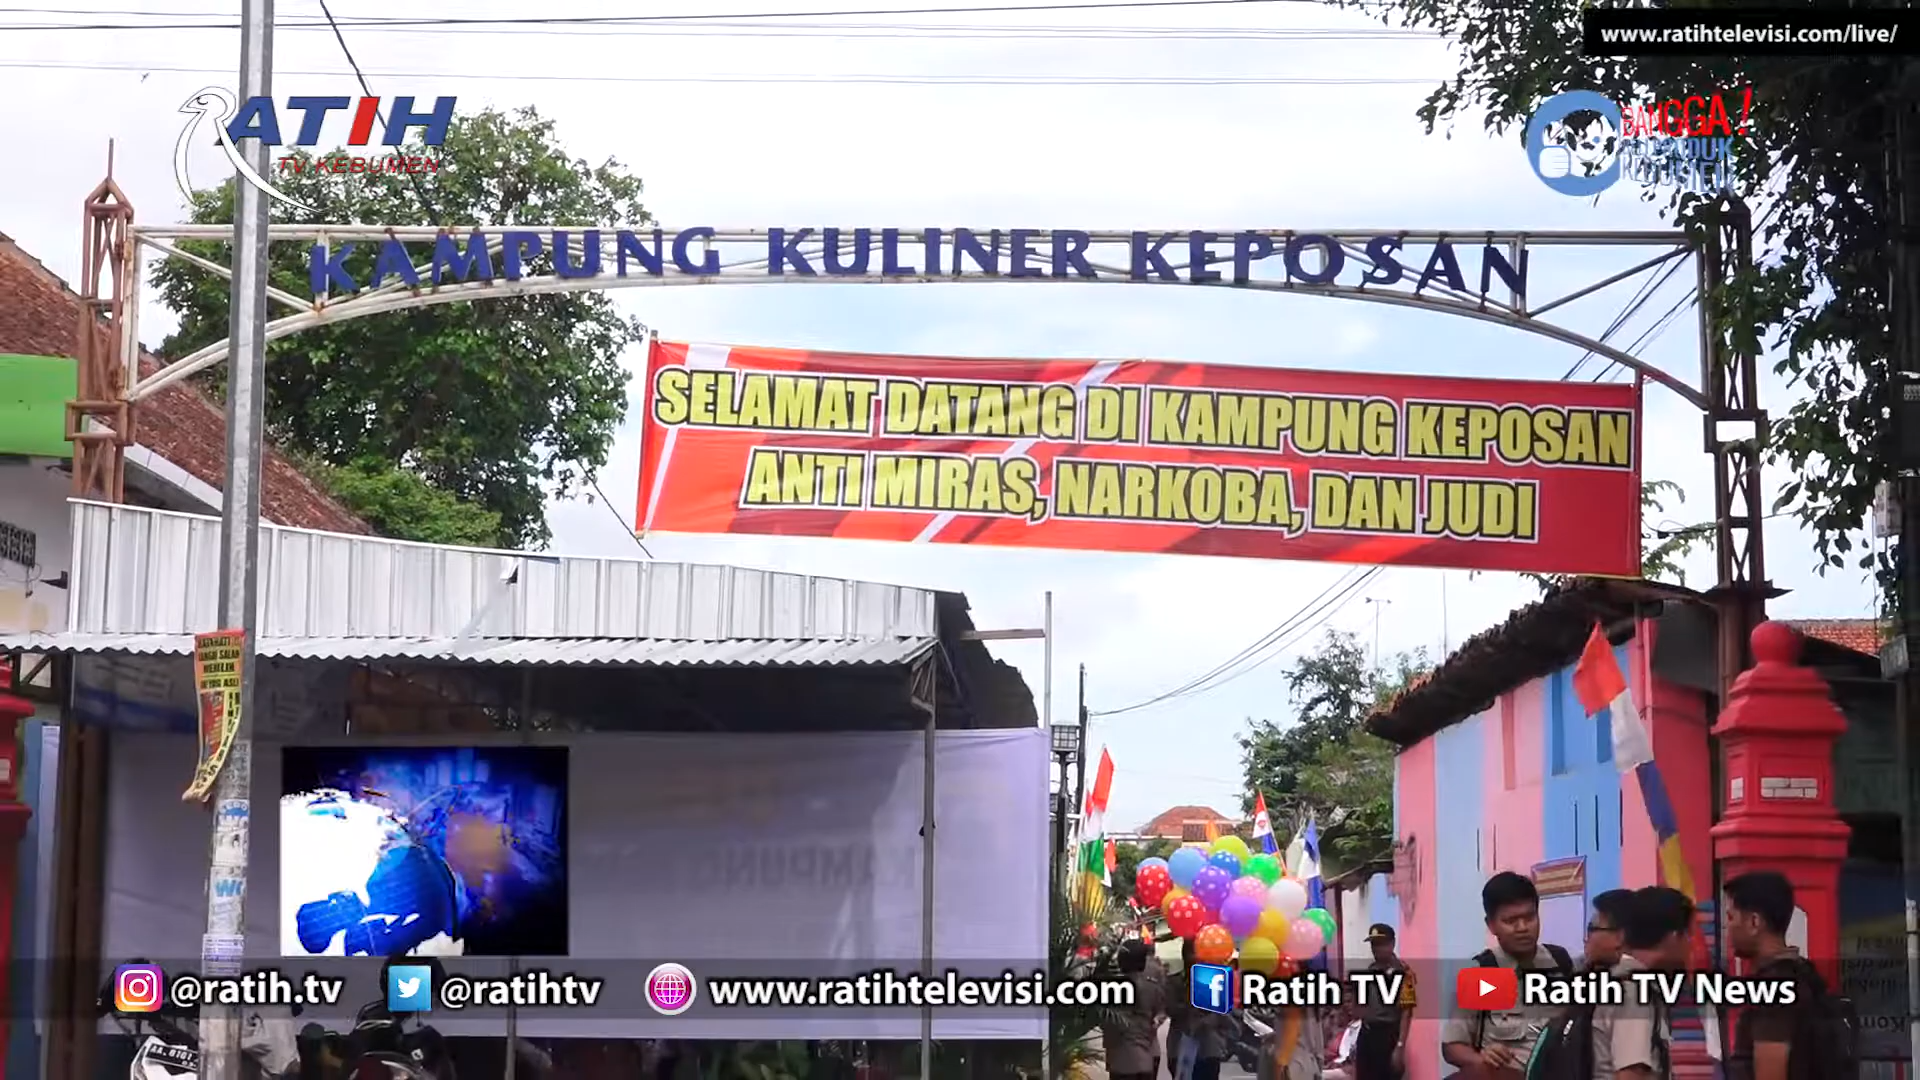 www.ratihtelevisi.com/live/
RATIH
TV KEBUMEN
BANGGA!
KAMPUNG KULINER KEPOSAN
SELAMAT DATANG DI KAMPUNG KEPOSAN
ANTI MIRAS, NARKOBA, DAN JUDI
@ratih.tv
@ratihtv
www.ratihtelevisi.com
Ratih TV
Ratih TV News